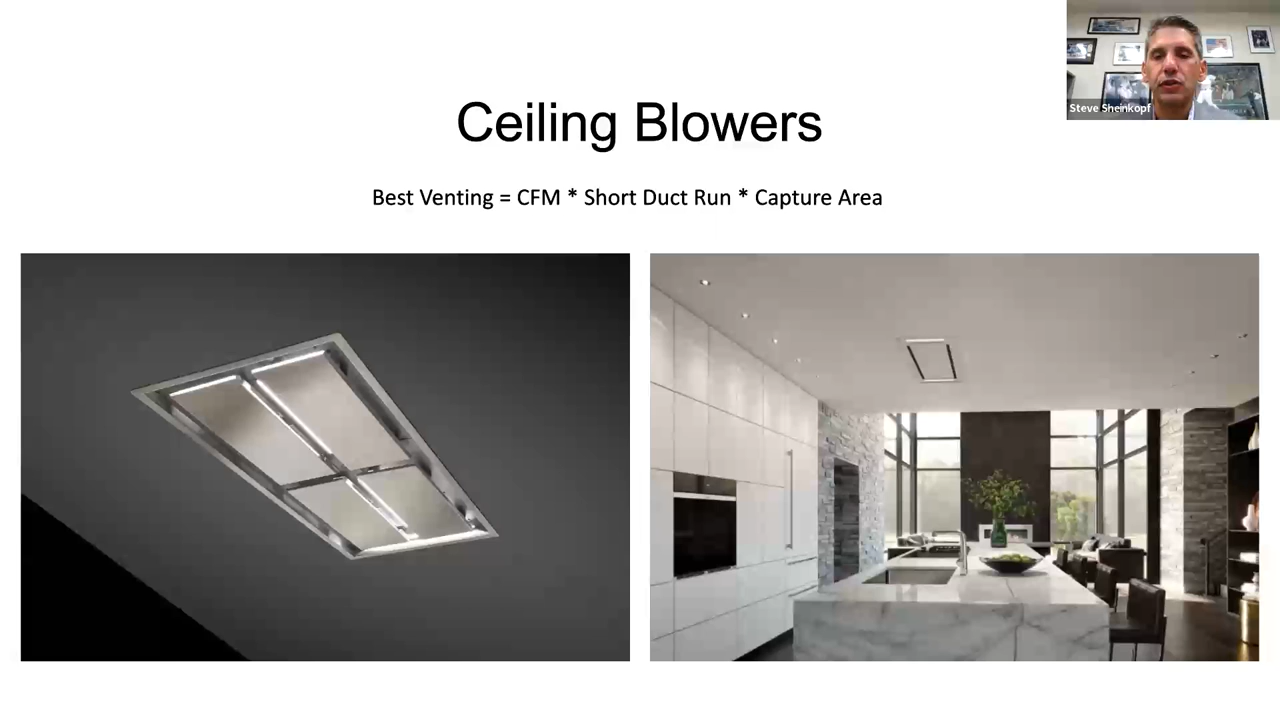 Steve Sheinkopf
Ceiling Blowers
Best Venting = CFM * Short Duct Run * Capture Area